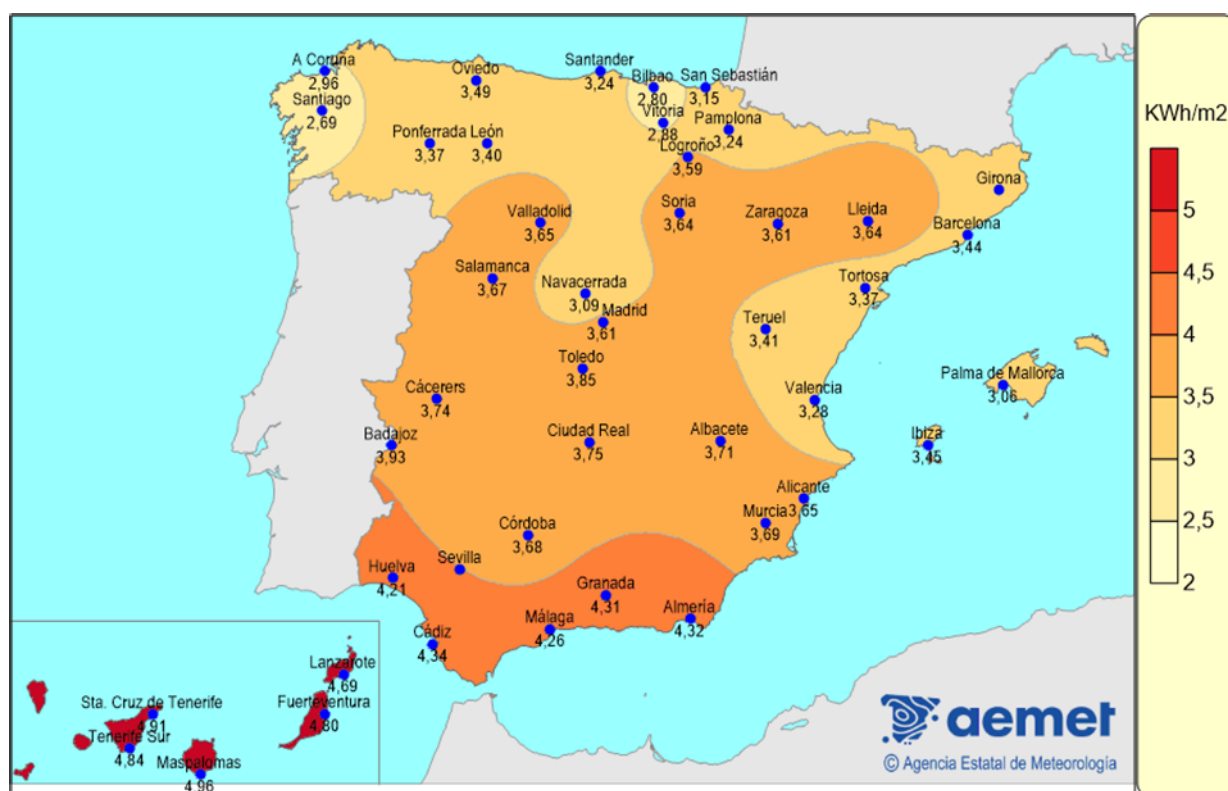 A Coruña
2,96
Santiago
2,69
Oviedo
3,49
Santander
3,24
Bilbao
2,80
San Sebastián
3,15
Vitoria
2,88
Pamplona
3,24
Ponferrada
3,37
León
3,40
Logroño
3,59
Girona
Valladolid
3,65
Soria
3,64
Zaragoza
3,61
Lleida
3,64
Barcelona
3,44
Salamanca
3,67
Navacerrada
3,09
Madrid
3,61
Tortosa
3,37
Teruel
3,41
Toledo
3,85
Cácerers
3,74
Valencia
3,28
Palma de Mallorca
3,06
Badajoz
3,93
Ciudad Real
3,75
Albacete
3,71
Ibiza
3,45
Alicante
3,65
Murcia
3,69
Córdoba
3,68
Sevilla
Huelva
4,21
Granada
4,31
Almería
4,32
Málaga
4,26
Cádiz
4,34
Lanzarote
4,69
Sta. Cruz de Tenerife
4,91
Fuerteventura
4,80
Tenerife Sur
4,84
Maspalomas
4,96
aemet
© Agencia Estatal de Meteorología
KWh/m2
5
4,5
4
3,5
3
2,5
2